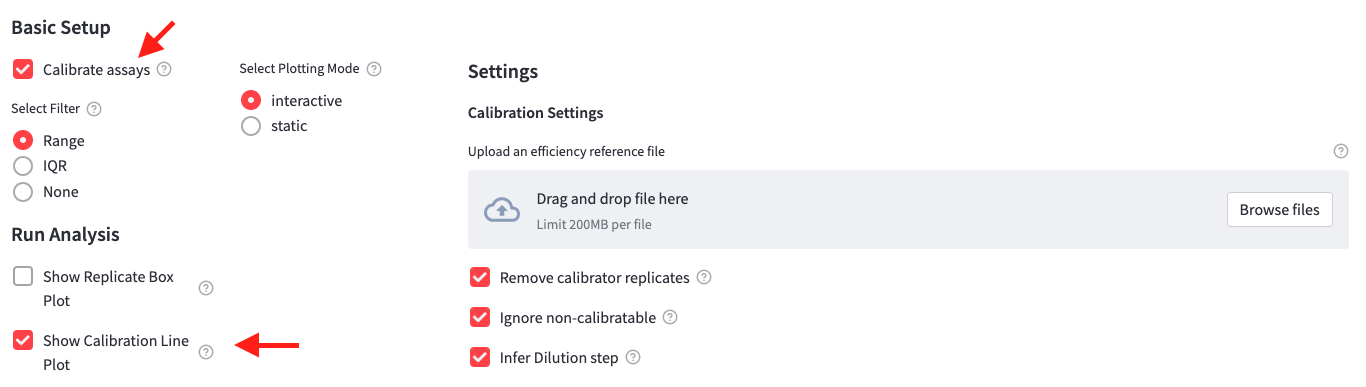 Basic Setup
Calibrate assays ?
Select Filter ?
Range
IQR
None
Run Analysis
Show Replicate Box
Plot ?
Show Calibration Line
Plot ?
Select Plotting Mode ?
interactive
static
Settings
Calibration Settings
Upload an efficiency reference file ?
Drag and drop file here
Limit 200MB per file
Browse files
Remove calibrator replicates ?
Ignore non-calibratable ?
Infer Dilution step ?